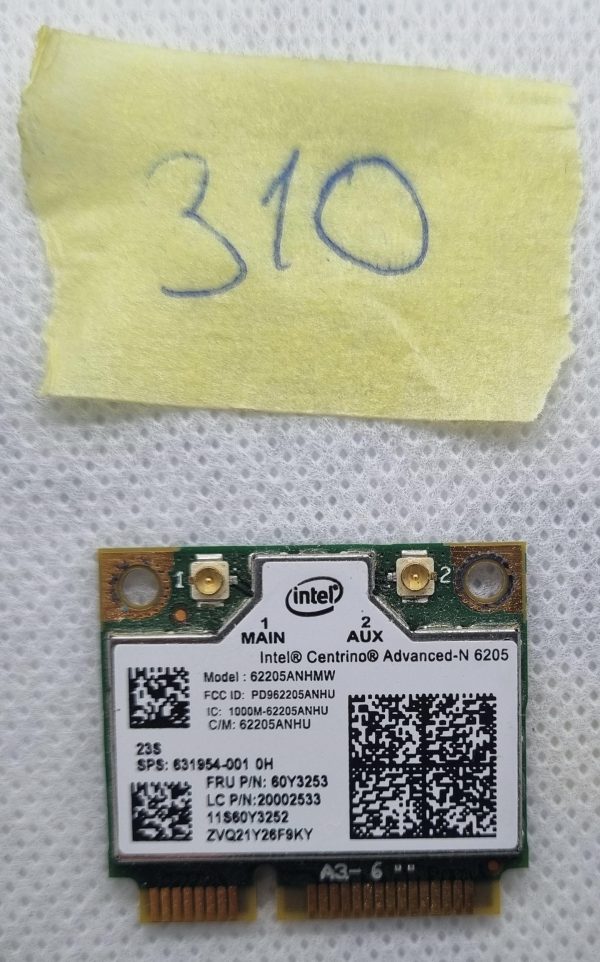 310
1
2
intel
1
2
MAIN
AUX
Intel® Centrino® Advanced-N 6205
Model : 62205ANHMW
FCC ID: PD962205ANHU
IC: 1000M-62205ANHU
C/M: 62205ANHU
23S
SPS: 631954-001 0H
FRU P/N: 60Y3253
LC P/N:20002533
11S60Y3252
ZVQ21Y26F9KY
A3- 6 "